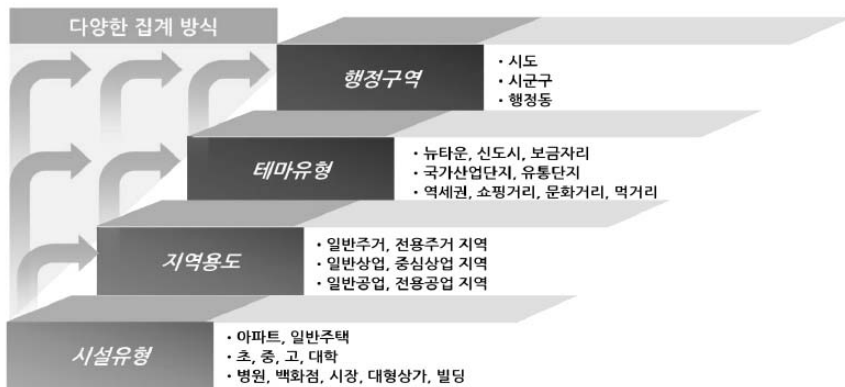 다양한 집계 방식
행정구역
• 시도
• 시군구
• 행정동
테마유형
• 뉴타운, 신도시, 보금자리
• 국가산업단지, 유통단지
• 역세권, 쇼핑거리, 문화거리, 먹거리
지역용도
• 일반주거, 전용주거 지역
• 일반상업, 중심상업 지역
• 일반공업, 전용공업 지역
시설유형
• 아파트, 일반주택
• 초, 중, 고, 대학
• 병원, 백화점, 시장, 대형상가, 빌딩